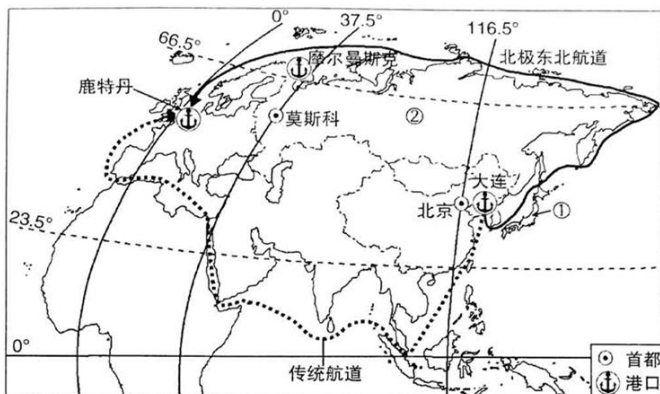 0°
37.5°
116.5°
66.5°
摩尔曼斯克
北极东北航道
鹿特丹
莫斯科
②
大连
北京
①
23.5°
0°
传统航道
首都
港口